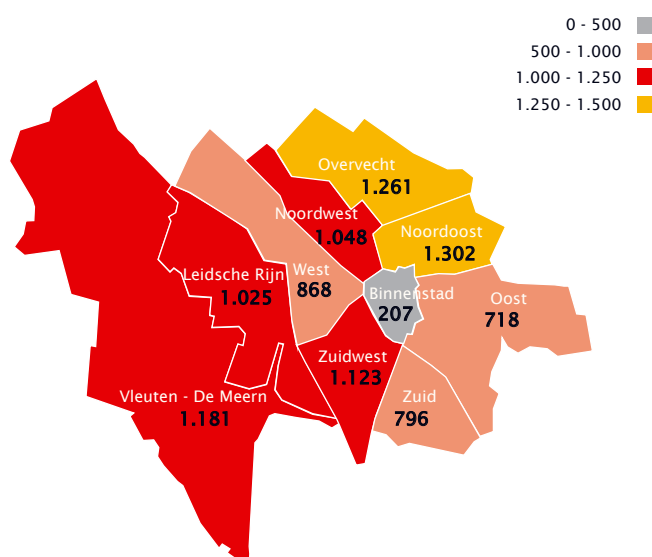 0 - 500
500 - 1.000
1.000 - 1.250
1.250 - 1.500
Overvecht
1.261
Noordwest
1.048
Noordoost
1.302
Leidsche Rijn
1.025
West
868
Binnenstad
207
Oost
718
Zuidwest
1.123
Vleuten - De Meern
1.181
Zuid
796